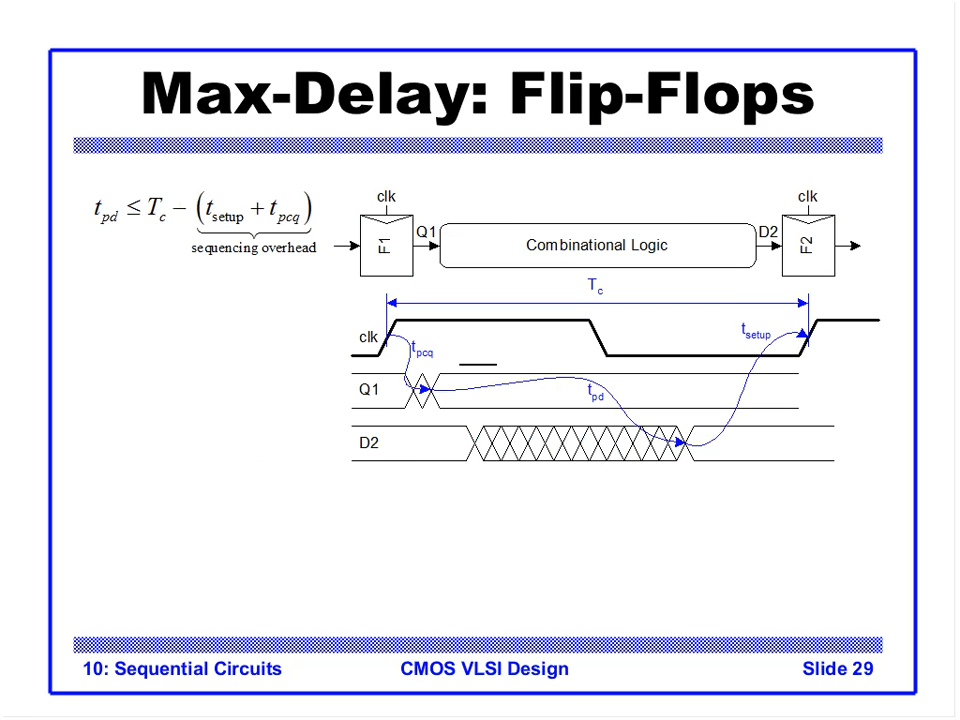 Max-Delay: Flip-Flops
t_pd ≤ T_c − (t_setup + t_pcq)
sequencing overhead
clk
clk
F1
Q1
Combinational Logic
D2
F2
T_c
clk
t_pcq
t_setup
Q1
t_pd
D2
10: Sequential Circuits
CMOS VLSI Design
Slide 29